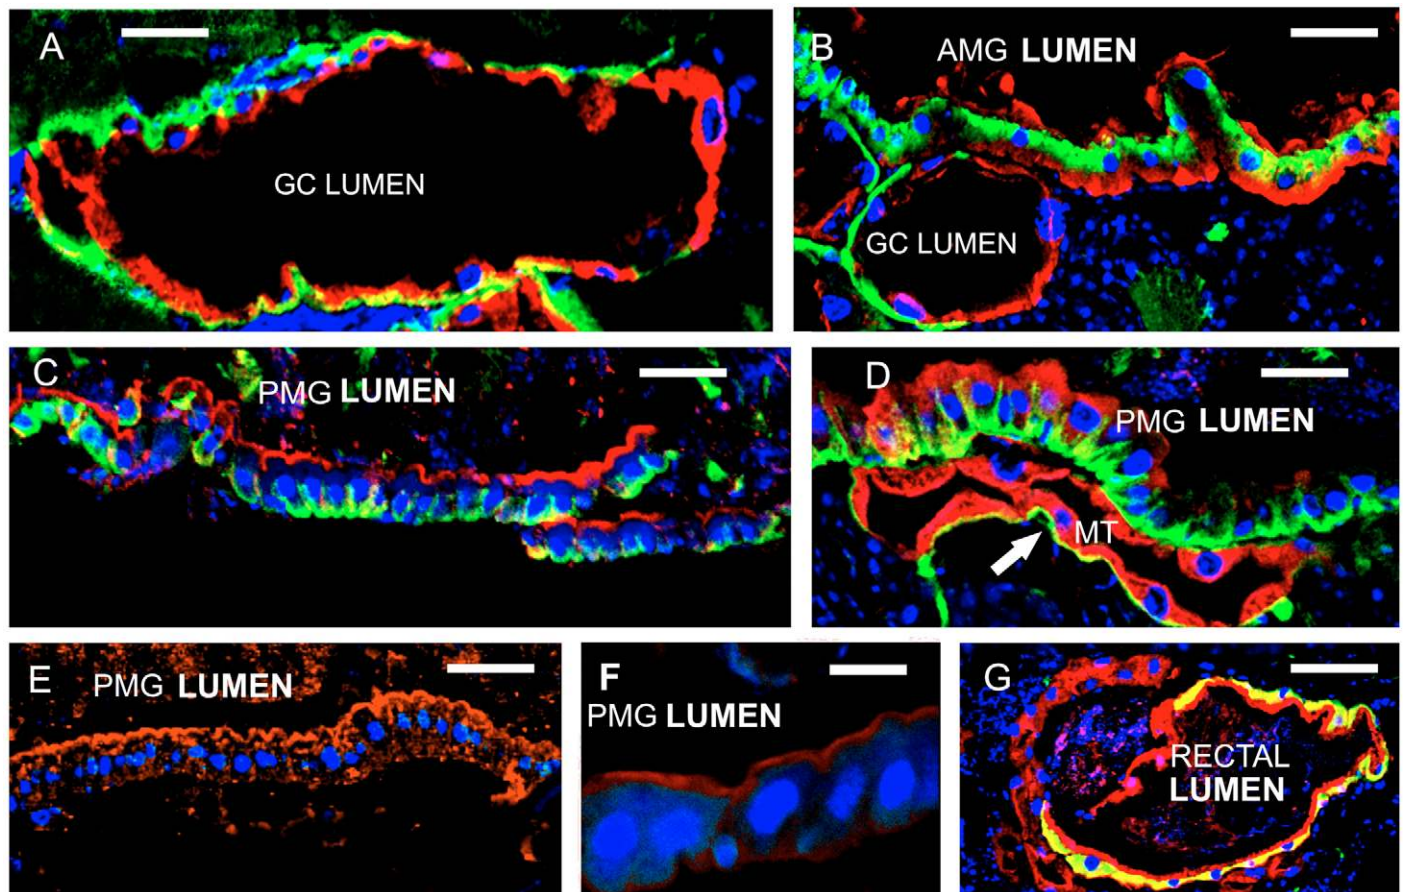 A
GC LUMEN
B
AMG LUMEN
GC LUMEN
C
PMG LUMEN
D
PMG LUMEN
MT
E
PMG LUMEN
F
PMG LUMEN
G
RECTAL
LUMEN